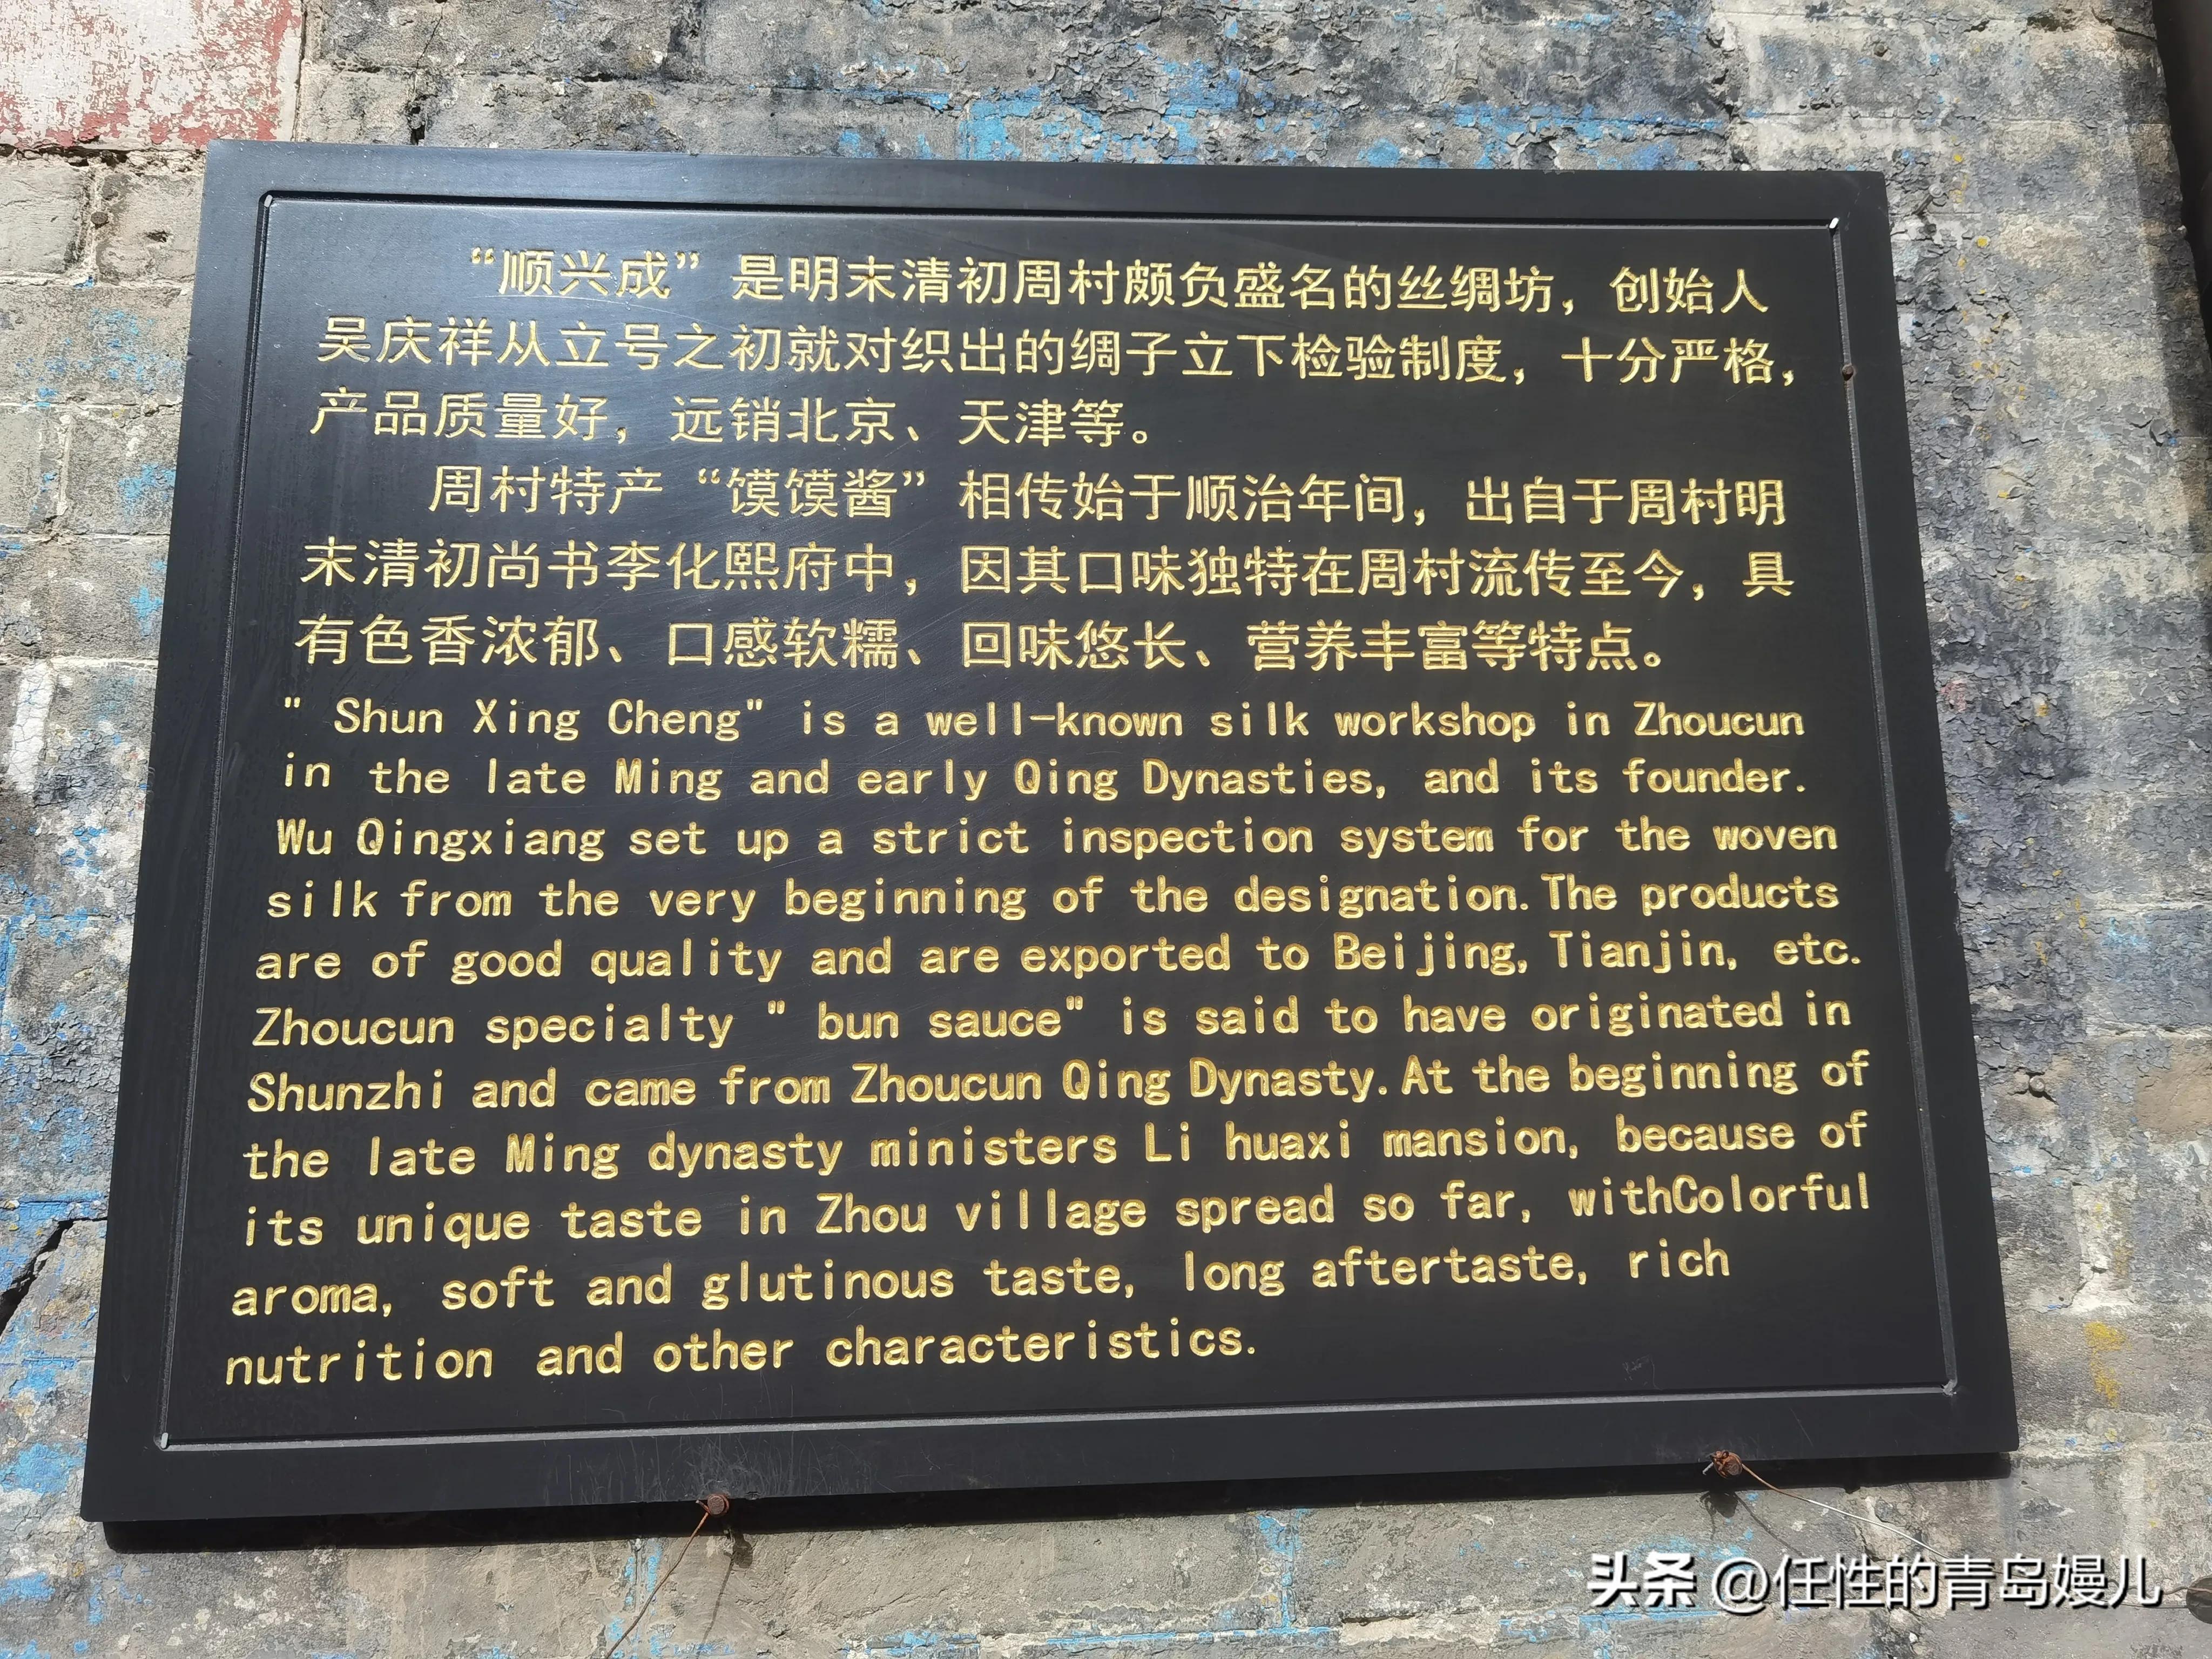 “顺兴成”是明末清初周村颇负盛名的丝绸坊，创始人
吴庆祥从立号之初就对织出的绸子立下检验制度，十分严格，
产品质量好，远销北京、天津等。
周村特产“馍馍酱”相传始于顺治年间，出自于周村明
末清初尚书李化熙府中，因其口味独特在周村流传至今，具
有色香浓郁、口感软糯、回味悠长、营养丰富等特点。
" Shun Xing Cheng" is a well-known silk workshop in Zhoucun
in the late Ming and early Qing Dynasties, and its founder.
Wu Qingxiang set up a strict inspection system for the woven
silk from the very beginning of the designation. The products
are of good quality and are exported to Beijing, Tianjin, etc.
Zhoucun specialty " bun sauce" is said to have originated in
Shunzhi and came from Zhoucun Qing Dynasty. At the beginning of
the late Ming dynasty ministers Li huaxi mansion, because of
its unique taste in Zhou village spread so far, withColorful
aroma, soft and glutinous taste, long aftertaste, rich
nutrition and other characteristics.
头条 @任性的青岛嫚儿